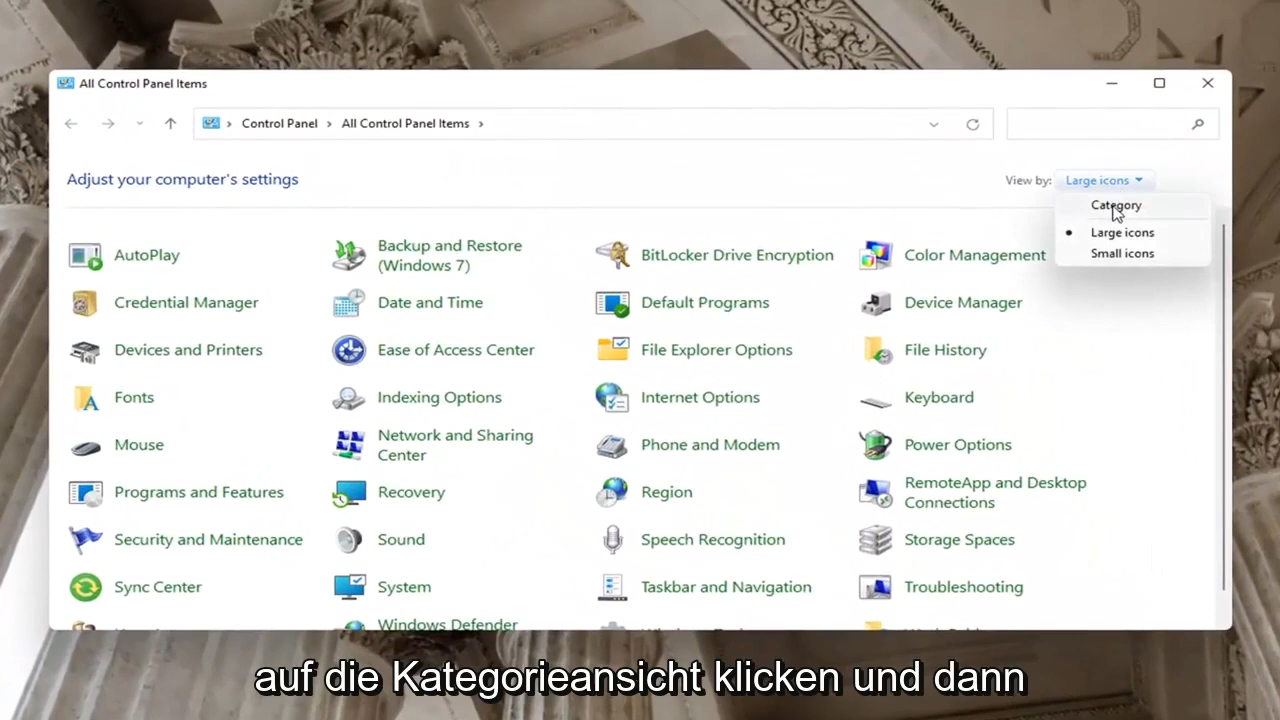 All Control Panel Items
Control Panel > All Control Panel Items >
Adjust your computer's settings
View by: Large icons
Category
Large icons
Small icons
AutoPlay
Backup and Restore
(Windows 7)
BitLocker Drive Encryption
Color Management
Credential Manager
Date and Time
Default Programs
Device Manager
Devices and Printers
Ease of Access Center
File Explorer Options
File History
Fonts
Indexing Options
Internet Options
Keyboard
Mouse
Network and Sharing
Center
Phone and Modem
Power Options
Programs and Features
Recovery
Region
RemoteApp and Desktop
Connections
Security and Maintenance
Sound
Speech Recognition
Storage Spaces
Sync Center
System
Taskbar and Navigation
Troubleshooting
Windows Defender
auf die Kategorieansicht klicken und dann